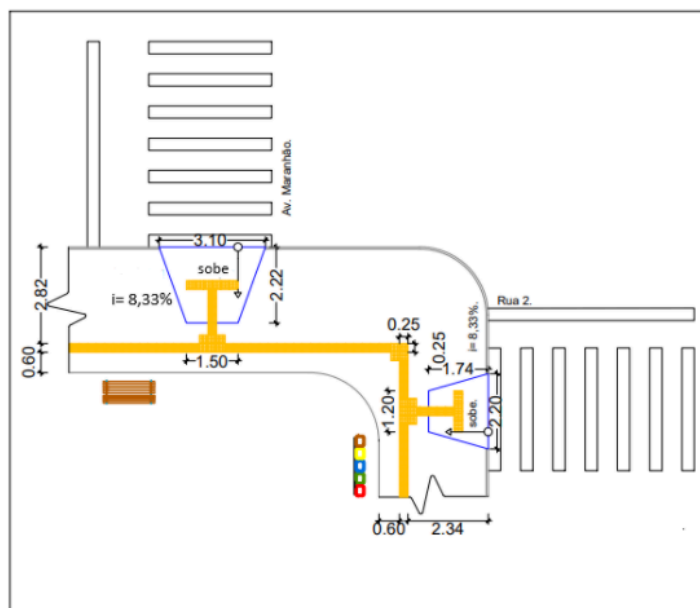 Av. Maranhão.
3.10
sobe
i= 8,33%
2.22
2.82
0.60
1.50
Rua 2.
i= 8.33%.
0.25
0.25
1.74
1.20
sobe.
2.20
0.60
2.34